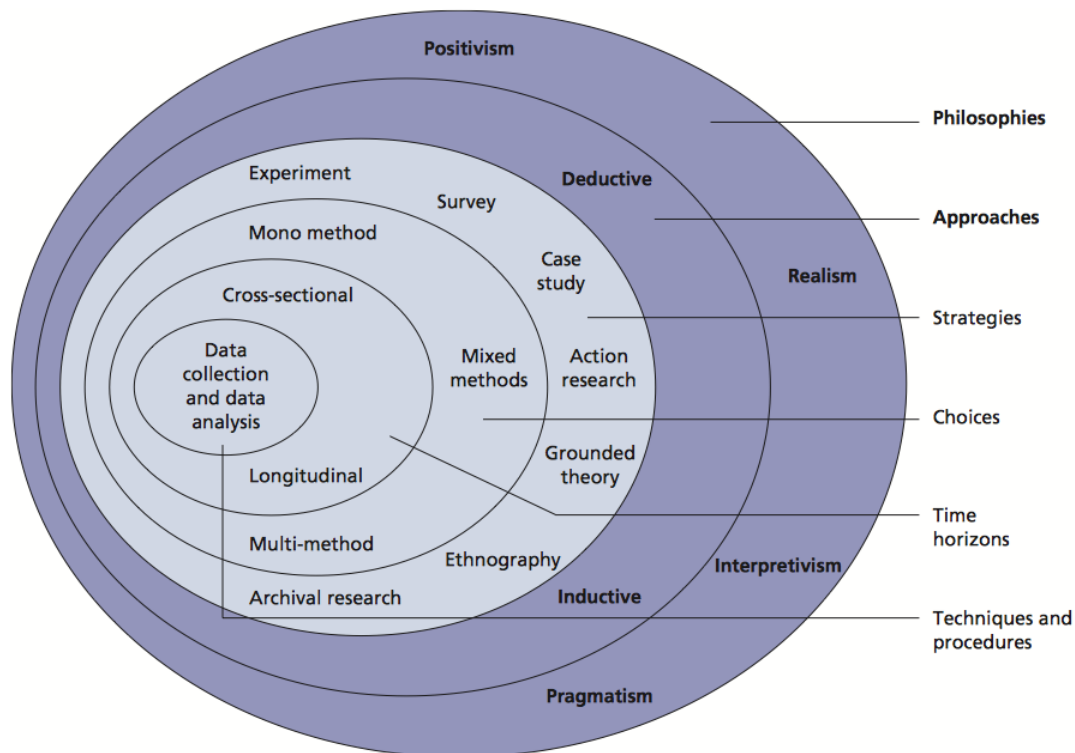 Positivism
Philosophies
Experiment
Deductive
Survey
Approaches
Mono method
Case
study
Realism
Cross-sectional
Strategies
Data
collection
and data
analysis
Mixed
methods
Action
research
Choices
Grounded
theory
Longitudinal
Time
horizons
Multi-method
Ethnography
Interpretivism
Archival research
Inductive
Techniques and
procedures
Pragmatism